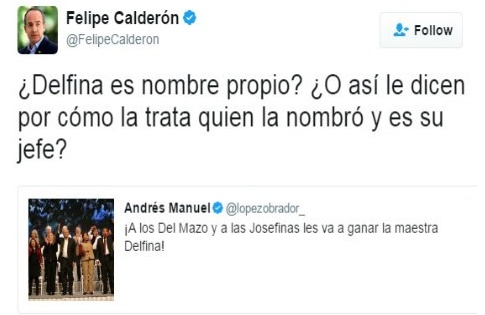 Felipe Calderón
@FelipeCalderon
Follow
¿Delfina es nombre propio? ¿O así le dicen
por cómo la trata quien la nombró y es su
jefe?
Andrés Manuel @lopezobrador_
¡A los Del Mazo y a las Josefinas les va a ganar la maestra
Delfina!